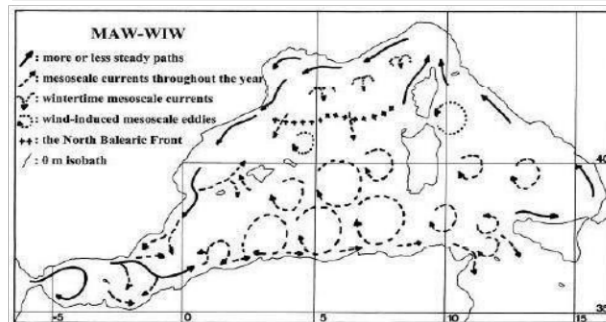 MAW-WIW
: more or less steady paths
: mesoscale currents throughout the year
: wintertime mesoscale currents
: wind-induced mesoscale eddies
: the North Balearic Front
: 0 m isobath
40
35
-5 0 5 10 15